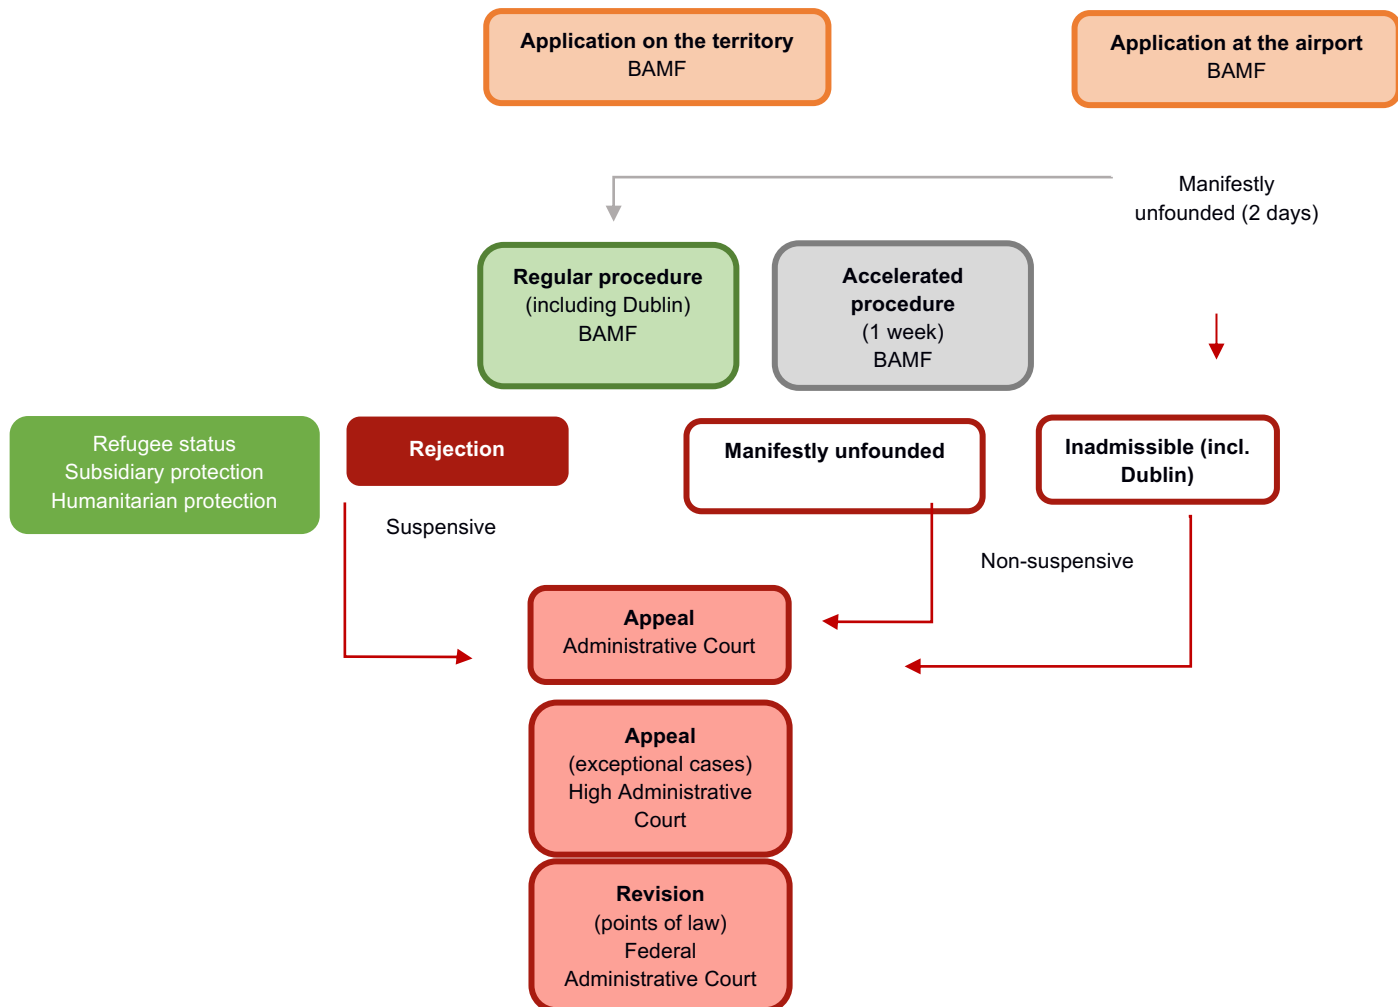 Application on the territory
BAMF
Application at the airport
BAMF
Manifestly
unfounded (2 days)
Regular procedure
(including Dublin)
BAMF
Accelerated
procedure
(1 week)
BAMF
Refugee status
Subsidiary protection
Humanitarian protection
Rejection
Manifestly unfounded
Inadmissible (incl.
Dublin)
Suspensive
Non-suspensive
Appeal
Administrative Court
Appeal
(exceptional cases)
High Administrative
Court
Revision
(points of law)
Federal
Administrative Court